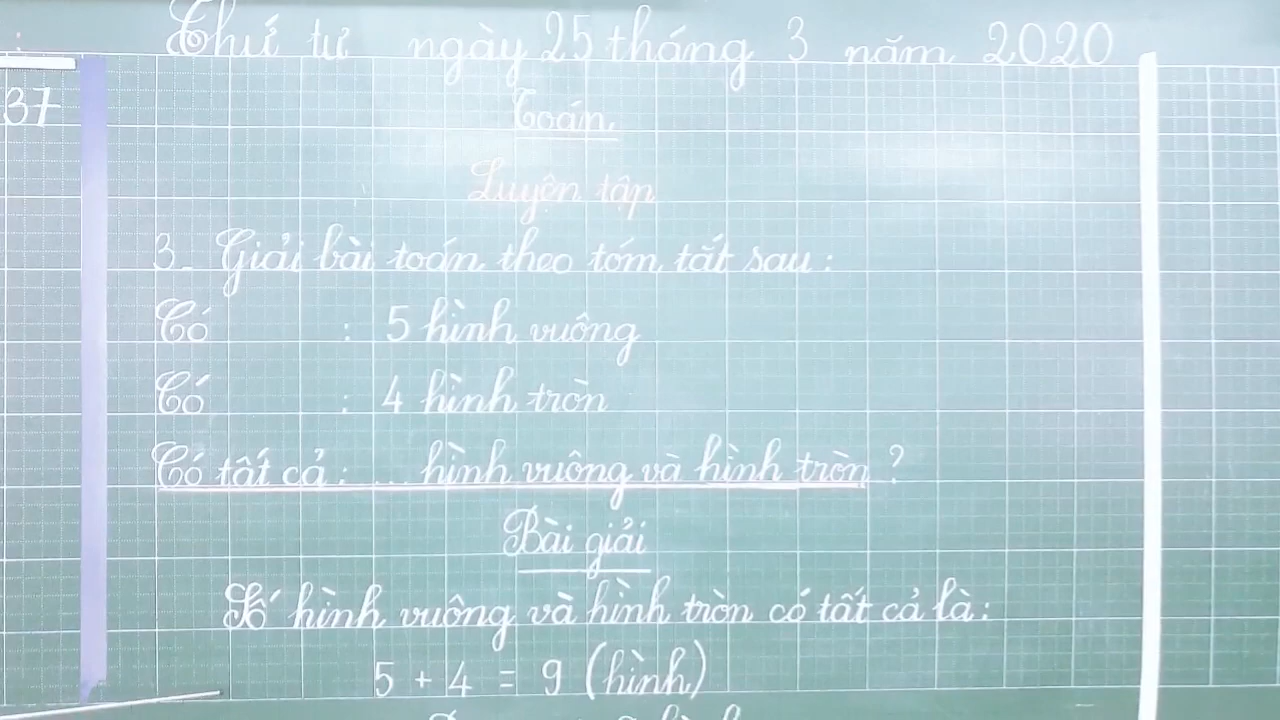 Thứ tư ngày 25 tháng 3 năm 2020
37
Toán
Luyện tập
3. Giải bài toán theo tóm tắt sau:
Có : 5 hình vuông
Có : 4 hình tròn
Có tất cả: ... hình vuông và hình tròn ?
Bài giải
Số hình vuông và hình tròn có tất cả là:
5 + 4 = 9 (hình)